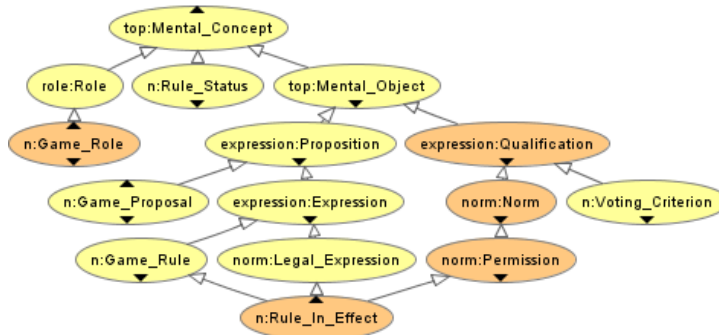 top:Mental_Concept
role:Role
n:Rule_Status
top:Mental_Object
n:Game_Role
expression:Proposition
expression:Qualification
n:Game_Proposal
expression:Expression
norm:Norm
n:Voting_Criterion
n:Game_Rule
norm:Legal_Expression
norm:Permission
n:Rule_In_Effect